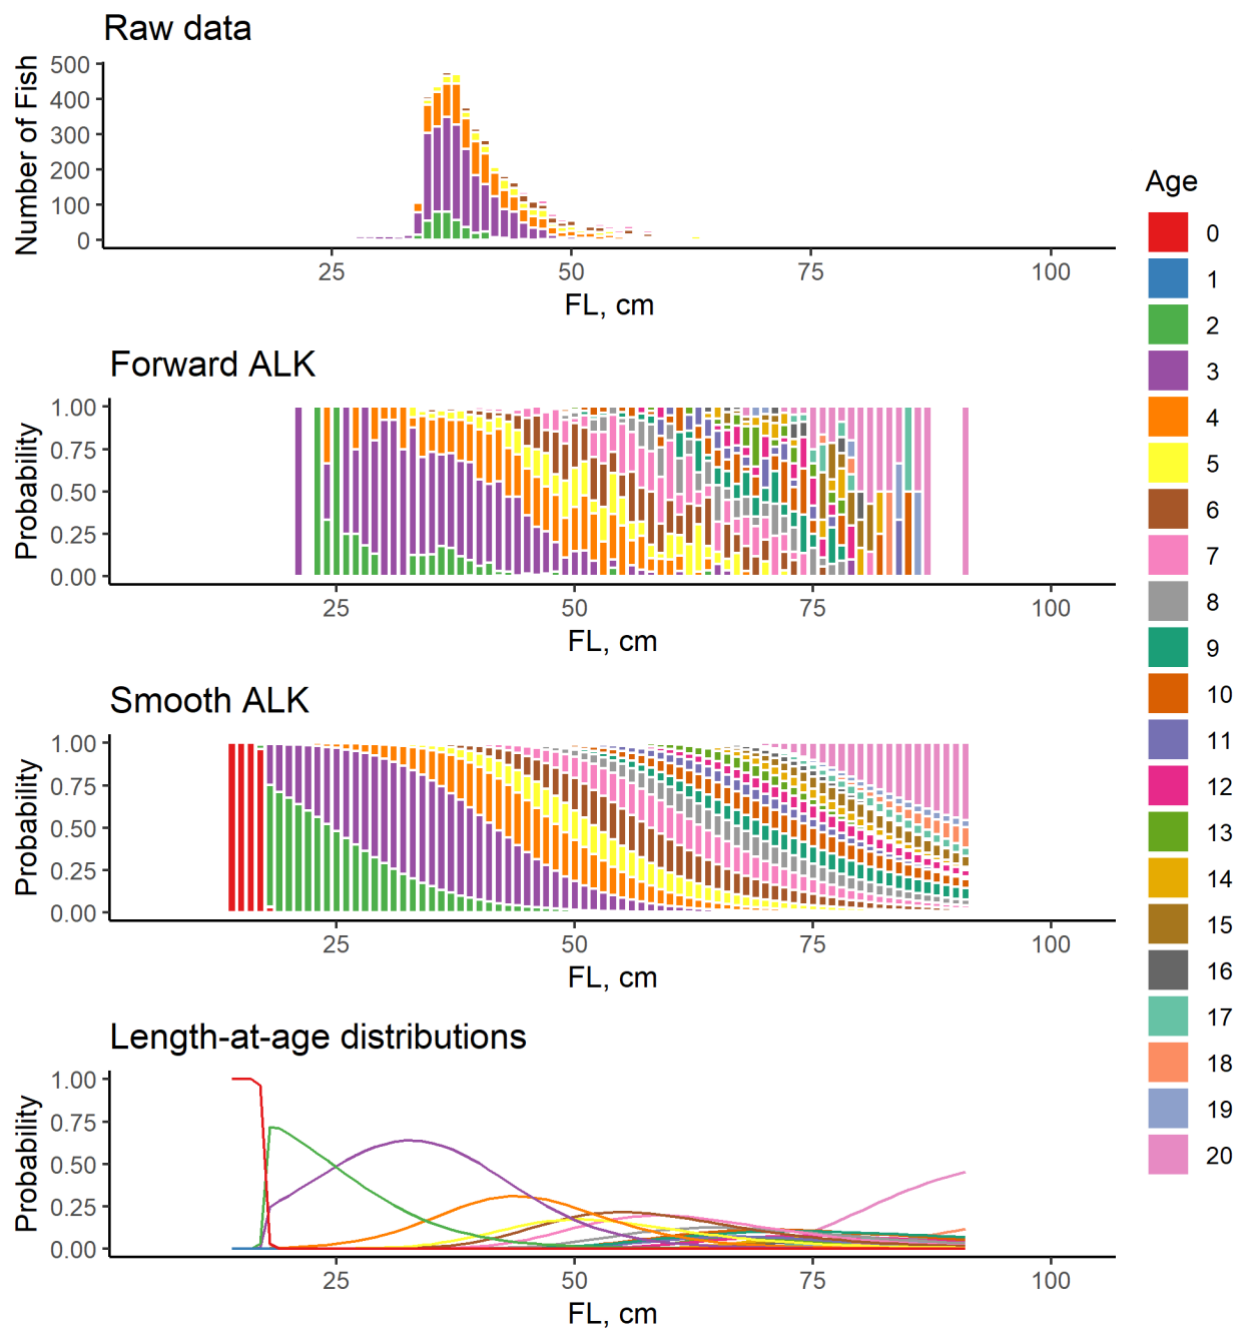 Raw data
Number of Fish
500
400
300
200
100
0
25 50 75 100
FL, cm
Forward ALK
Probability
1.00
0.75
0.50
0.25
0.00
25 50 75 100
FL, cm
Smooth ALK
Probability
1.00
0.75
0.50
0.25
0.00
25 50 75 100
FL, cm
Length-at-age distributions
Probability
1.00
0.75
0.50
0.25
0.00
25 50 75 100
FL, cm
Age
0
1
2
3
4
5
6
7
8
9
10
11
12
13
14
15
16
17
18
19
20